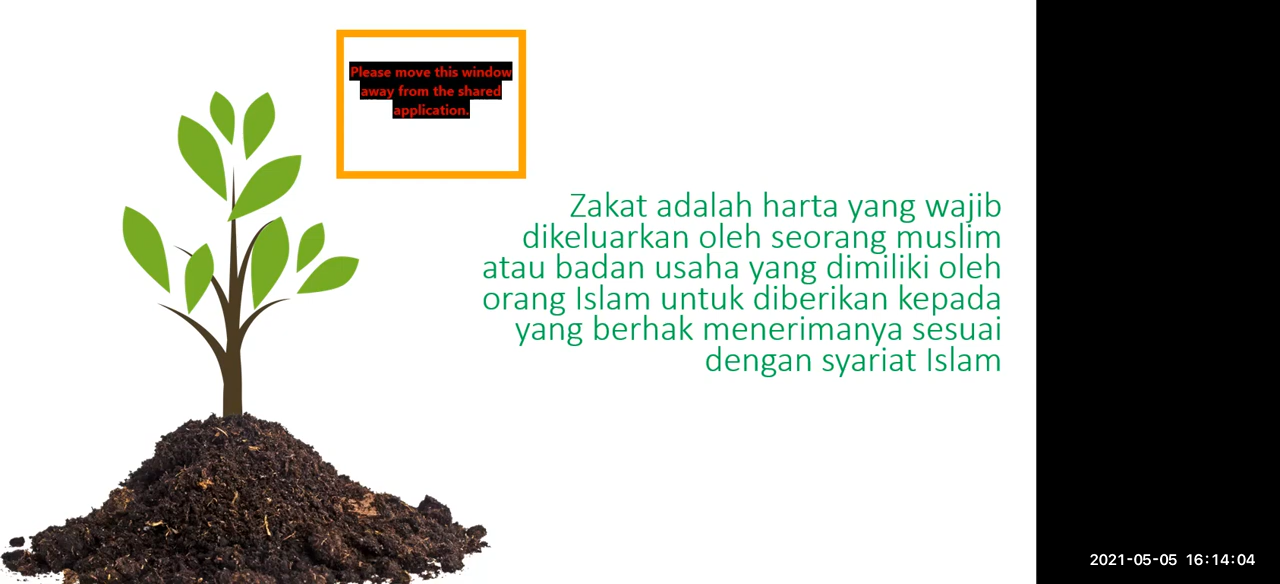 Please move this window
away from the shared
application.
Zakat adalah harta yang wajib
dikeluarkan oleh seorang muslim
atau badan usaha yang dimiliki oleh
orang Islam untuk diberikan kepada
yang berhak menerimanya sesuai
dengan syariat Islam
2021-05-05 16:14:04